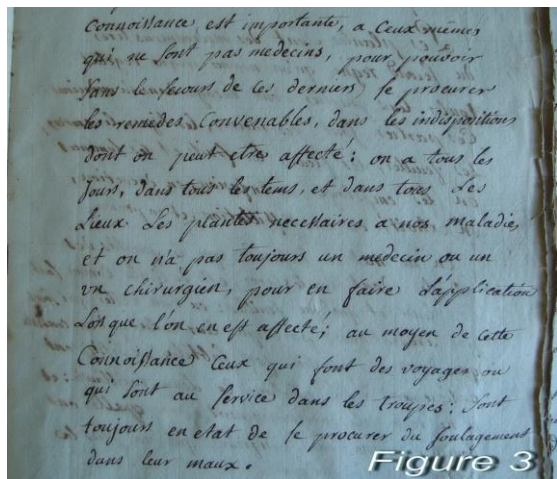 Connoissance est importante, a Ceux mêmes
qui ne sont pas medecins, pour pouvoir
sans le secours de ces derniers se procurer
les remedes Convenables, dans les indispositions
dont on peut etre affecté; on a tous les
jours, dans tous les tems, et dans tous Les
Lieux Les plantes necessaires a nos maladies,
et on n'a pas toujours un medecin ou un
un chirurgien, pour en faire L'application
Lorsque l'on en est affecté; au moyen de Cette
Connoissance Ceux qui font des voyages ou
qui sont au service dans les troupes; sont
toujours en etat de se procurer du soulagement
dans leur maux.
Figure 3